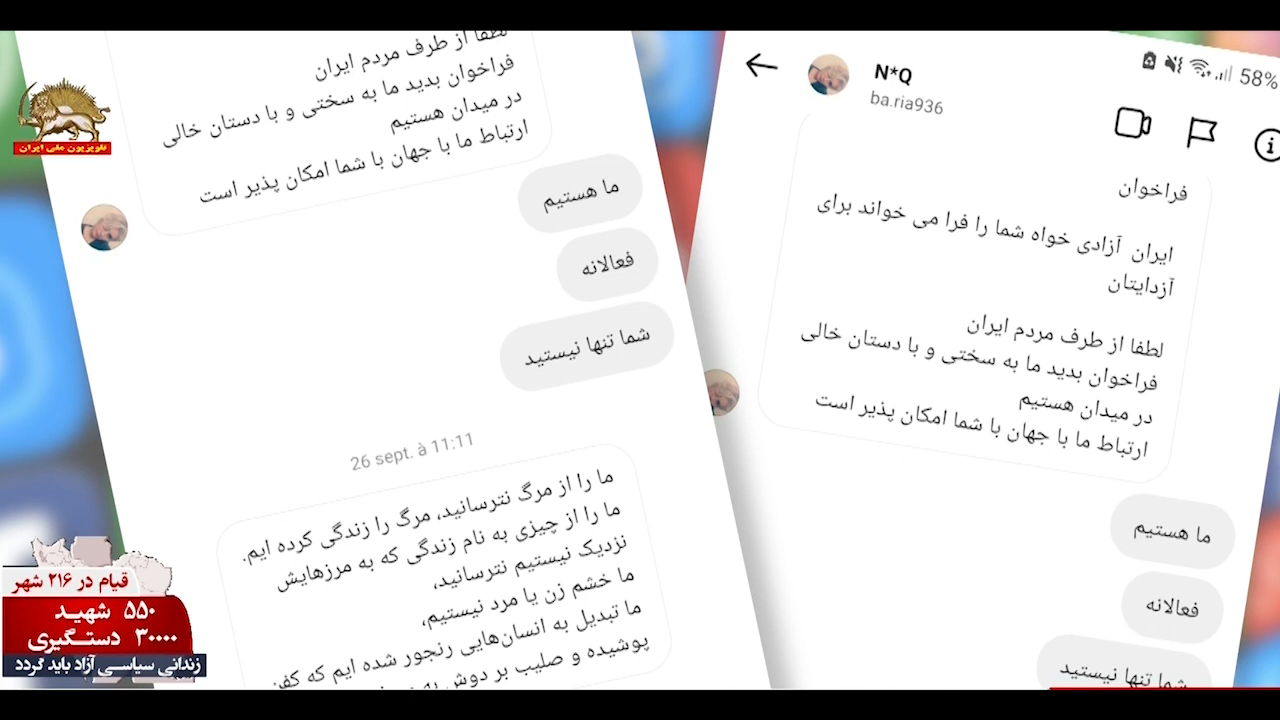 تلویزیون ملی ایران
لطفا از طرف مردم ایران
فراخوان بدید ما به سختی و با دستان خالی
در میدان هستیم
ارتباط ما با جهان با شما امکان پذیر است
ما هستیم
فعالانه
شما تنها نیستید
26 sept. à 11:11
ما را از مرگ نترسانید، مرگ را زندگی کرده ایم.
ما را از چیزی به نام زندگی که به مرزهایش
نزدیک نیستیم نترسانید،
ما خشم زن یا مرد نیستیم،
ما تبدیل به انسان‌هایی رنجور شده ایم که کفن
پوشیده و صلیب بر دوش به
58%
N*Q
ba.ria936
فراخوان
ایران آزادی خواه شما را فرا می خواند برای
آزدایتان
لطفا از طرف مردم ایران
فراخوان بدید ما به سختی و با دستان خالی
در میدان هستیم
ارتباط ما با جهان با شما امکان پذیر است
ما هستیم
فعالانه
شما تنها نیستید
قیام در ۲۱۶ شهر
۵۵۰ شهید
۳۰۰۰۰ دستگیری
زندانی سیاسی آزاد باید گردد